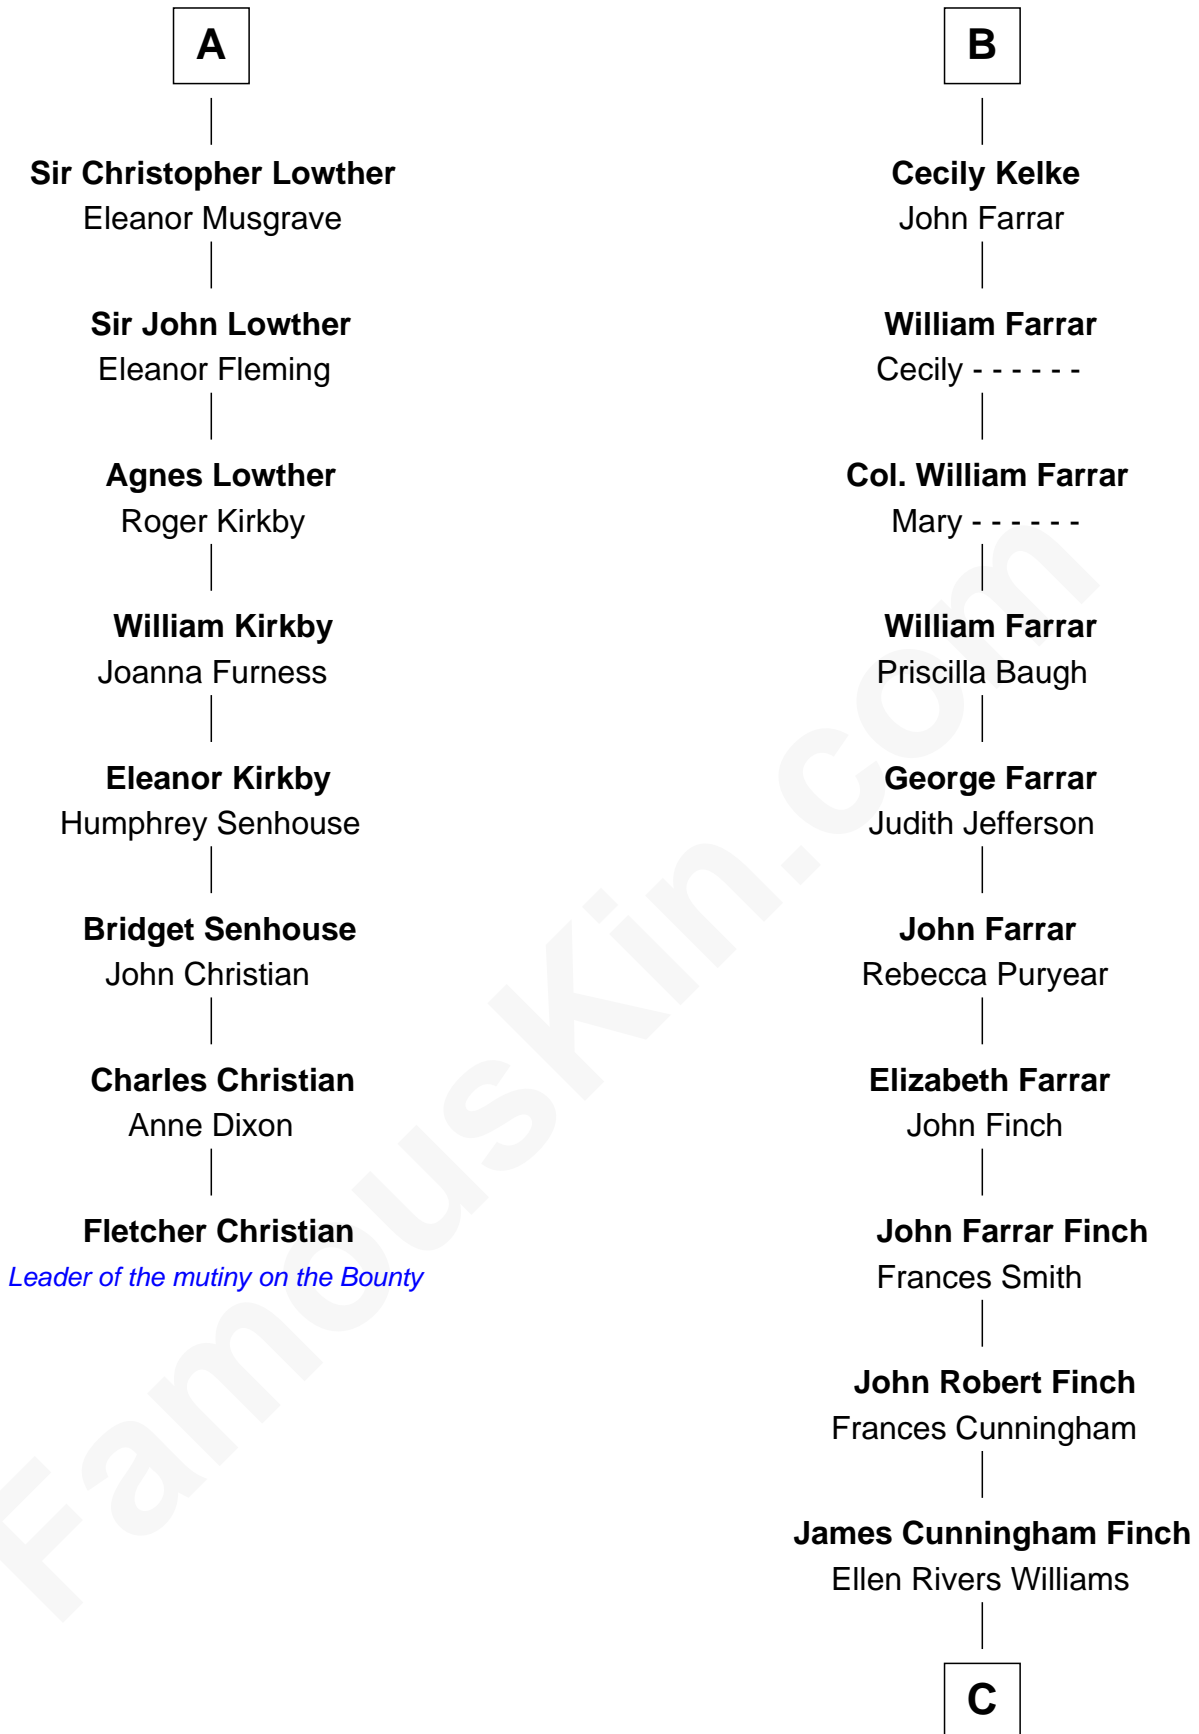 A
Sir Christopher Lowther
Eleanor Musgrave
Sir John Lowther
Eleanor Fleming
Agnes Lowther
Roger Kirkby
William Kirkby
Joanna Furness
Eleanor Kirkby
Humphrey Senhouse
Bridget Senhouse
John Christian
Charles Christian
Anne Dixon
Fletcher Christian
Leader of the mutiny on the Bounty
B
Cecily Kelke
John Farrar
William Farrar
Cecily - - - - - -
Col. William Farrar
Mary - - - - - -
William Farrar
Priscilla Baugh
George Farrar
Judith Jefferson
John Farrar
Rebecca Puryear
Elizabeth Farrar
John Finch
John Farrar Finch
Frances Smith
John Robert Finch
Frances Cunningham
James Cunningham Finch
Ellen Rivers Williams
C
FamousKin.com